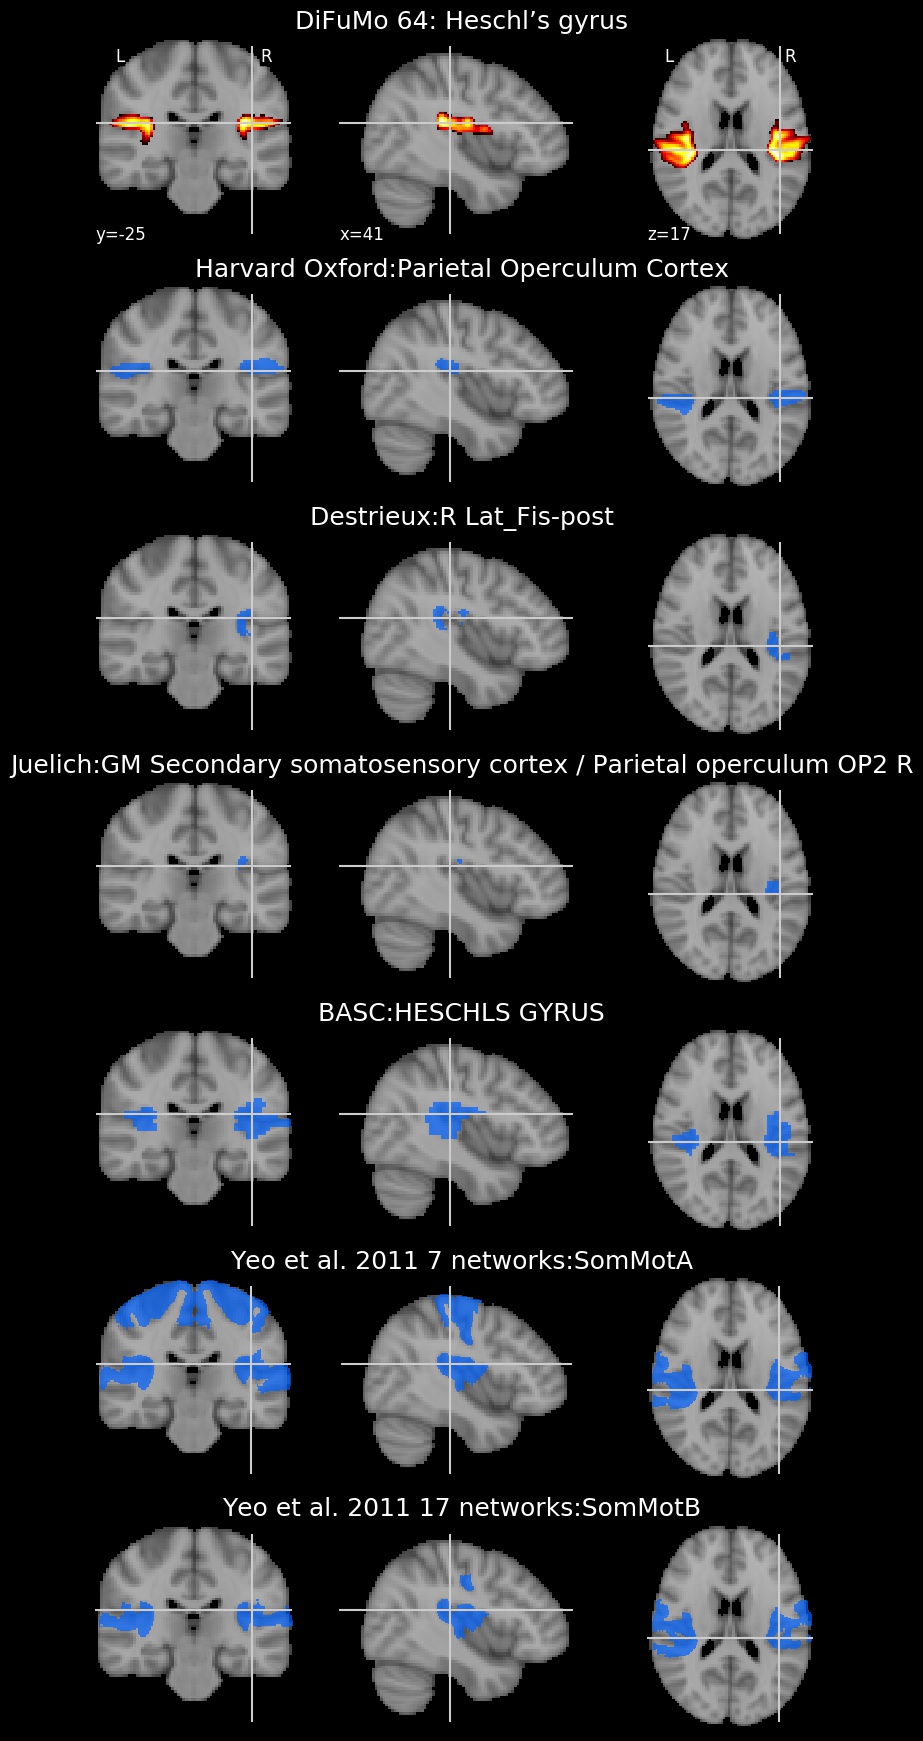 DiFuMo 64: Heschl’s gyrus
L R L R
y=-25 x=41 z=17
Harvard Oxford:Parietal Operculum Cortex
Destrieux:R Lat_Fis-post
Juelich:GM Secondary somatosensory cortex / Parietal operculum OP2 R
BASC:HESCHLS GYRUS
Yeo et al. 2011 7 networks:SomMotA
Yeo et al. 2011 17 networks:SomMotB